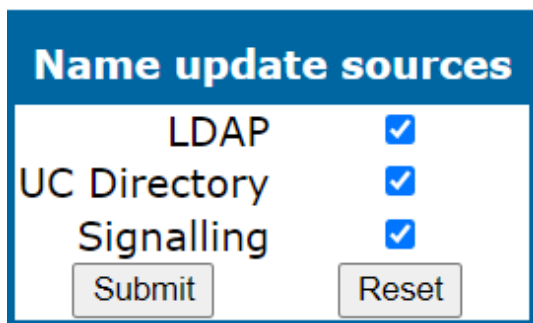 Name update sources
LDAP
UC Directory
Signalling
Submit Reset